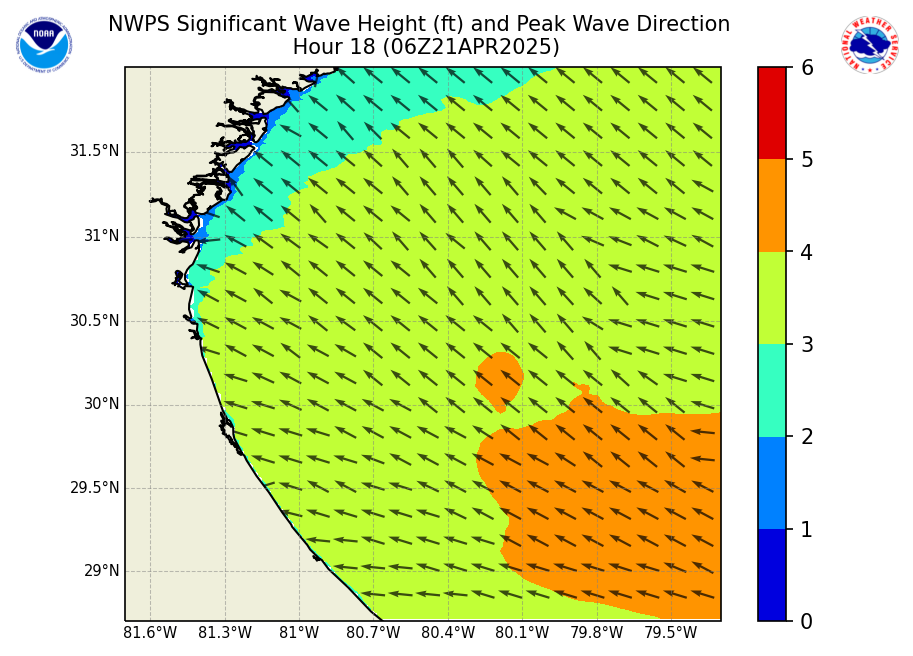 NWPS Significant Wave Height (ft) and Peak Wave Direction
Hour 18 (06Z21APR2025)
NOAA
NATIONAL WEATHER SERVICE
6
5
4
3
2
1
0
31.5°N
31°N
30.5°N
30°N
29.5°N
29°N
81.6°W 81.3°W 81°W 80.7°W 80.4°W 80.1°W 79.8°W 79.5°W